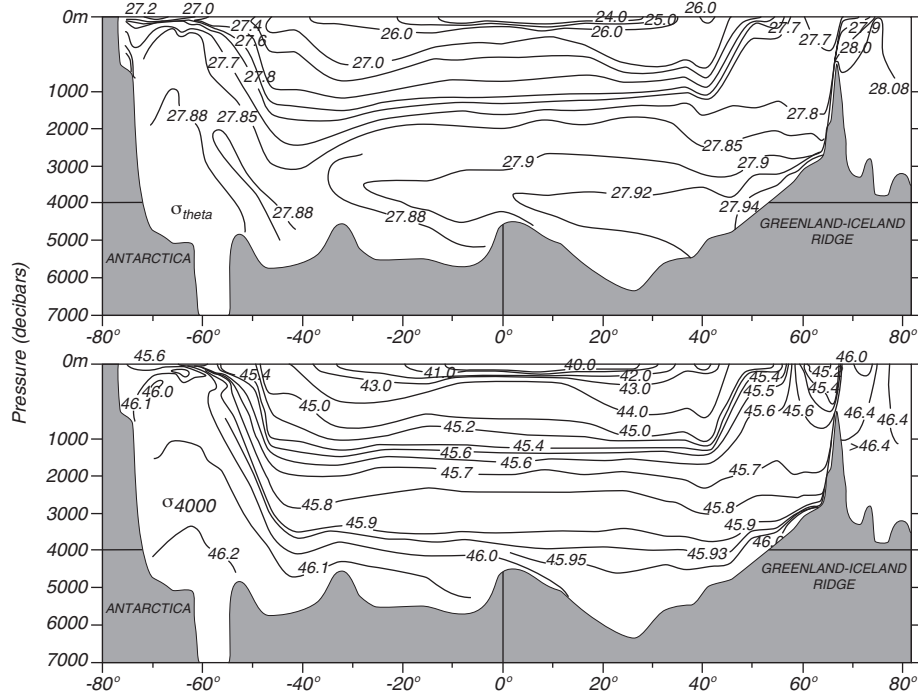 27.2 27.0
0m 27.4 24.0 25.0 26.0 27.7 27.9
27.6 26.0 26.0 27.7 28.0
27.7 27.8 27.0
1000 28.08
27.88 27.85 27.8
2000
27.85
3000 27.9 27.9
27.92
4000
σtheta 27.88 27.88 27.94
5000 GREENLAND-ICELAND
RIDGE
ANTARCTICA
6000
7000
-80° -60° -40° -20° 0° 20° 40° 60° 80°
Pressure (decibars)
45.6 46.0
0m 45.4 41.0 40.0 45.4 45.2
46.0 43.0 42.0 45.5 45.4
46.1 43.0
45.0 44.0 45.6 45.6 46.4 46.4
45.2 45.0
1000 45.4 >46.4
45.6 45.6
2000 45.7 45.7
σ4000 45.8 45.8
3000
45.9 45.9
46.0
4000 46.2 46.0 45.95 45.93
46.1
5000 GREENLAND-ICELAND
RIDGE
ANTARCTICA
6000
7000
-80° -60° -40° -20° 0° 20° 40° 60° 80°